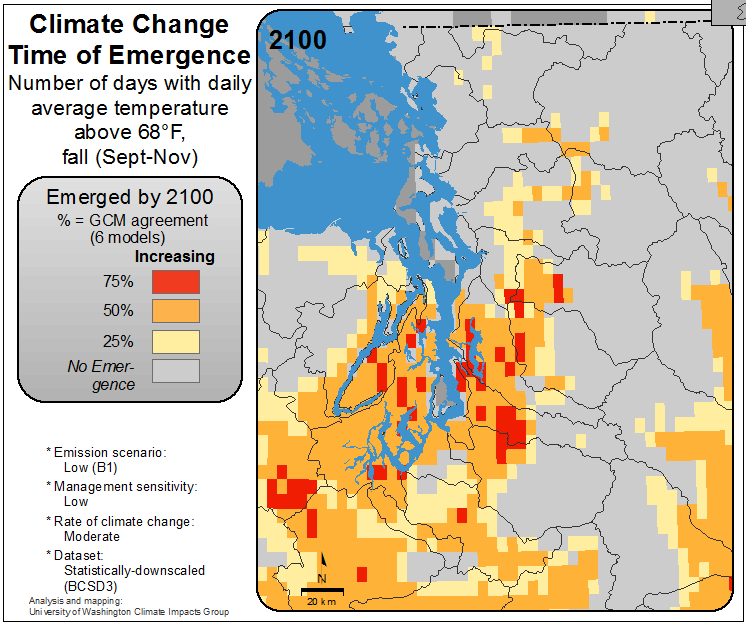 Climate Change
Time of Emergence
Number of days with daily
average temperature
above 68°F,
fall (Sept-Nov)
Emerged by 2100
% = GCM agreement
(6 models)
Increasing
75%
50%
25%
No Emer-
gence
* Emission scenario:
Low (B1)
* Management sensitivity:
Low
* Rate of climate change:
Moderate
* Dataset:
Statistically-downscaled
(BCSD3)
Analysis and mapping:
University of Washington Climate Impacts Group
2100
N
20 km